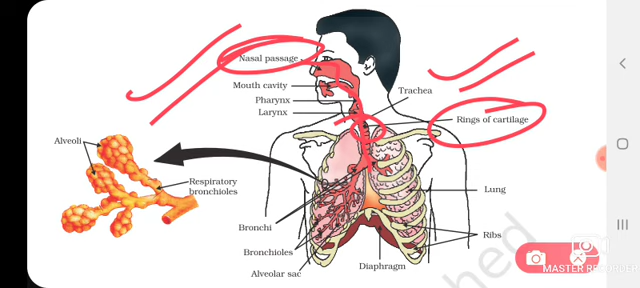 Nasal passage
Mouth cavity
Pharynx
Larynx
Trachea
Rings of cartilage
Alveoli
Respiratory
bronchioles
Lung
Bronchi
Ribs
Bronchioles
Alveolar sac
Diaphragm
hed
MASTER RECORDER